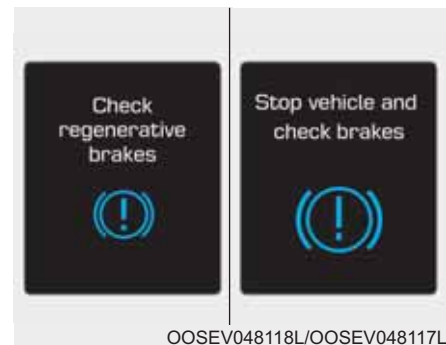 Check
regenerative
brakes
Stop vehicle and
check brakes
OOSEV048118L/OOSEV048117L